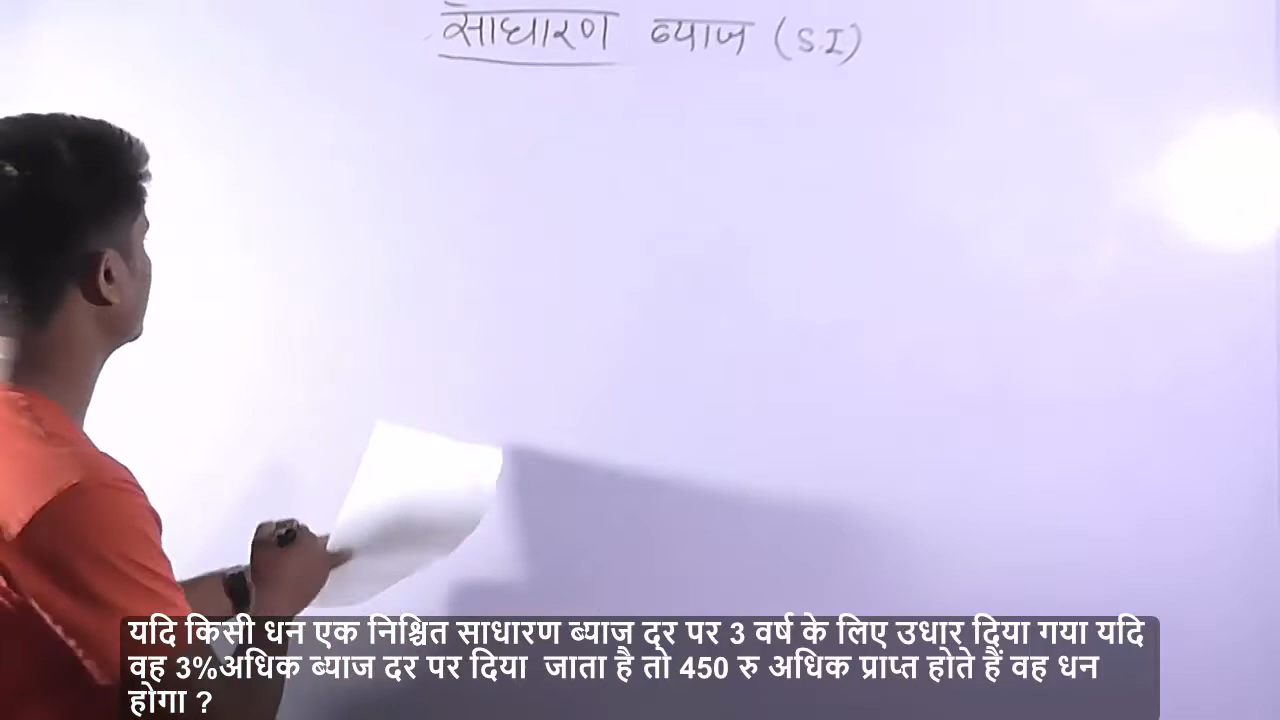 साधारण ब्याज (S.I)
यदि किसी धन एक निश्चित साधारण ब्याज दर पर 3 वर्ष के लिए उधार दिया गया यदि
वह 3%अधिक ब्याज दर पर दिया  जाता है तो 450 रु अधिक प्राप्त होते हैं वह धन
होगा ?